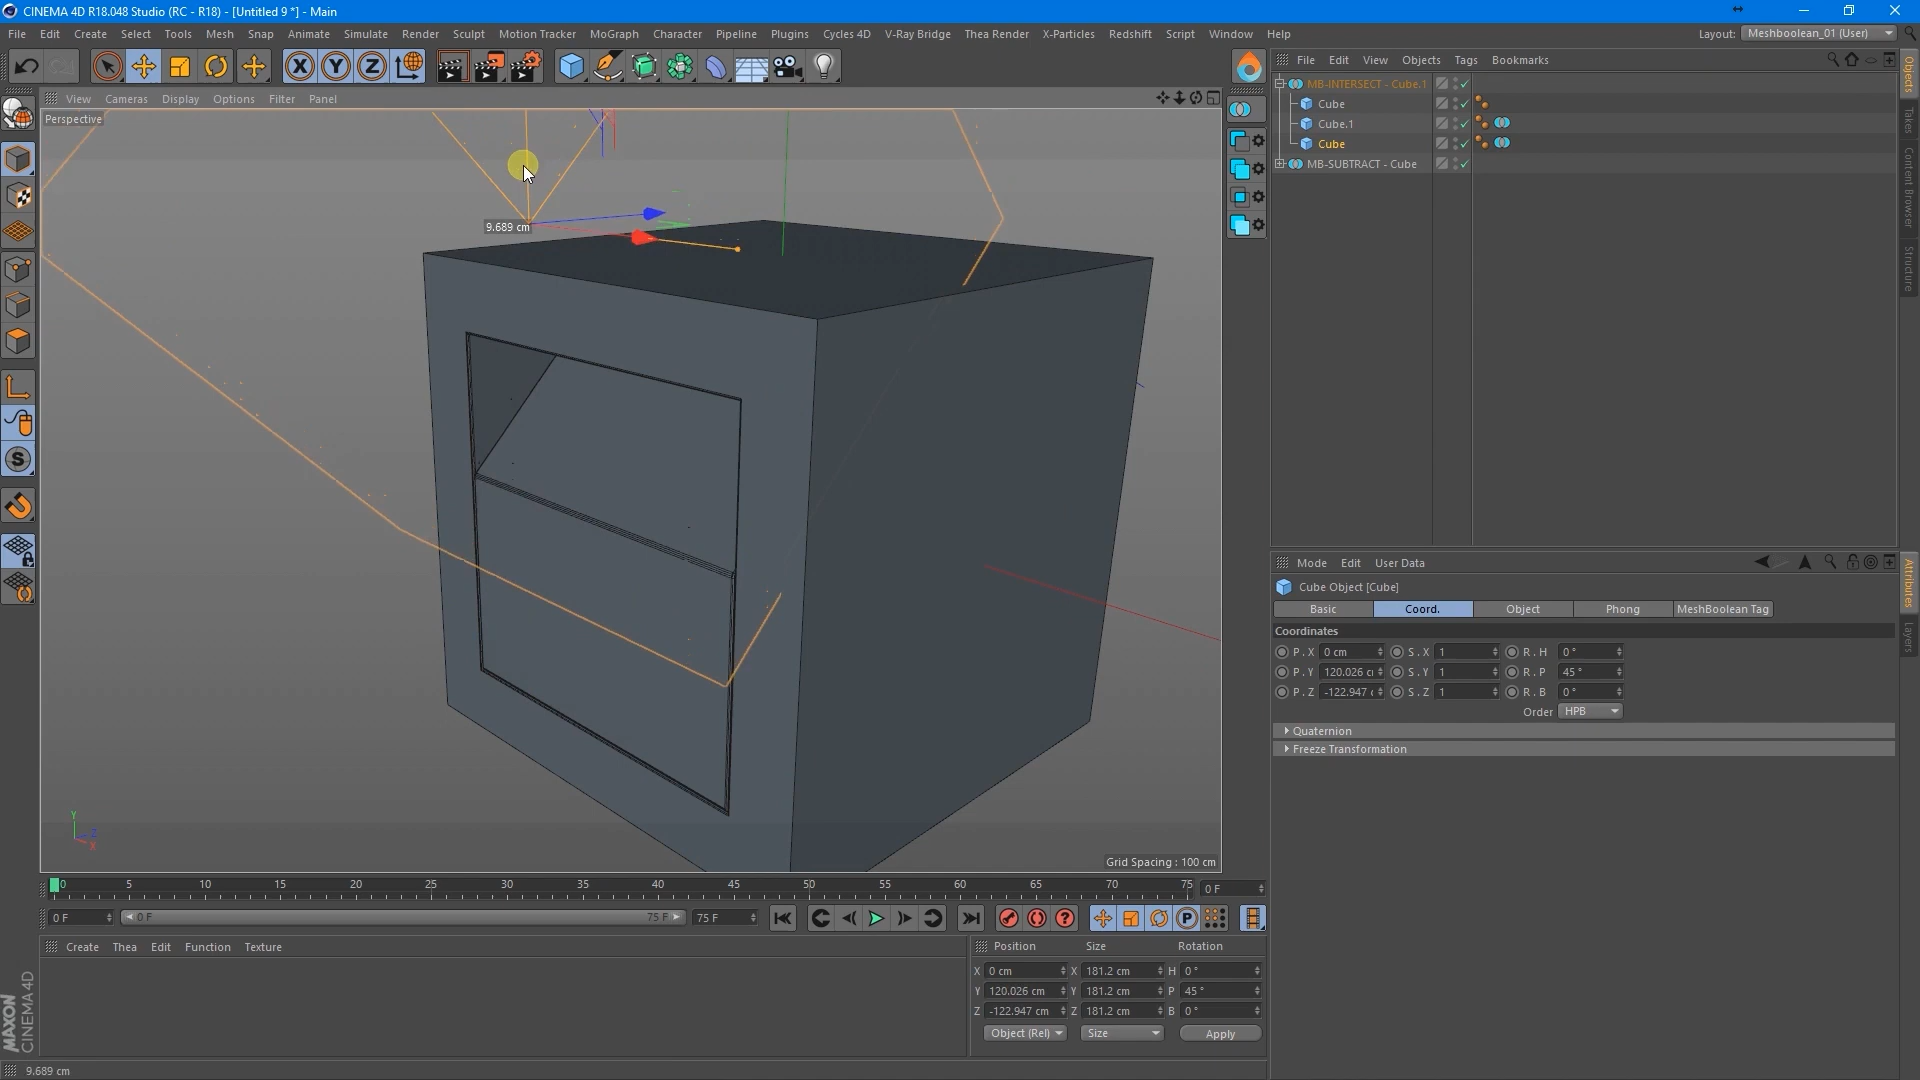 CINEMA 4D R18.048 Studio (RC - R18) - [Untitled 9 *] - Main
File Edit Create Select Tools Mesh Snap Animate Simulate Render Sculpt Motion Tracker MoGraph Character Pipeline Plugins Cycles 4D V-Ray Bridge Thea Render X-Particles Redshift Script Window Help Layout: Meshboolean_01 (User)
X Y Z
File Edit View Objects Tags Bookmarks
View Cameras Display Options Filter Panel
Perspective
MB-INTERSECT - Cube.1
Cube
Cube.1
Cube
MB-SUBTRACT - Cube
Objects
Takes
Content Browser
Structure
9.689 cm
S
Mode Edit User Data
Cube Object [Cube]
Basic Coord. Object Phong MeshBoolean Tag
Coordinates
P . X 0 cm S . X 1 R . H 0 °
P . Y 120.026 c S . Y 1 R . P 45 °
P . Z -122.947 S . Z 1 R . B 0 °
Order HPB
Quaternion
Freeze Transformation
Attributes
Layers
Y
Z
X
Grid Spacing : 100 cm
0 5 10 15 20 25 30 35 40 45 50 55 60 65 70 75 0 F
0 F 0 F 75 F 75 F
P
Create Thea Edit Function Texture
Position Size Rotation
X 0 cm X 181.2 cm H 0 °
Y 120.026 cm Y 181.2 cm P 45 °
Z -122.947 cm Z 181.2 cm B 0 °
Object (Rel) Size Apply
MAXON
CINEMA 4D
9.689 cm